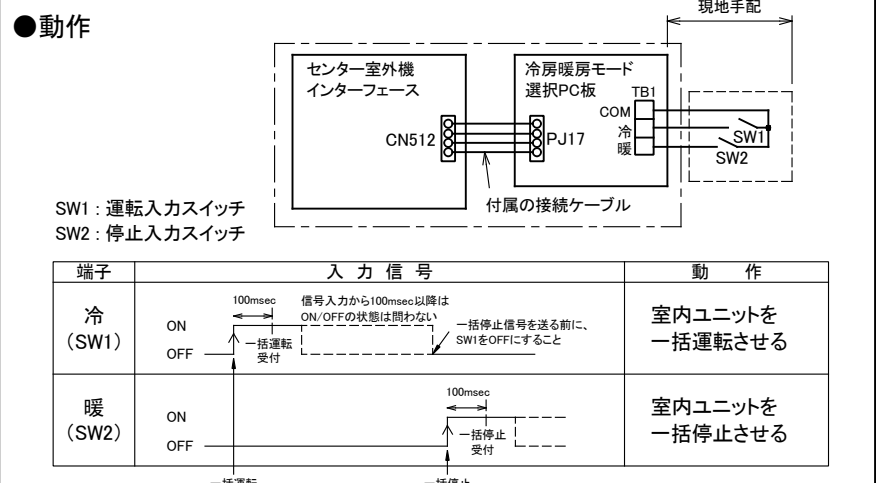 ●動作
現地手配
センター室外機
インターフェース
冷房暖房モード
選択PC板
TB1
COM
冷
暖
CN512
PJ17
SW1
SW2
付属の接続ケーブル
SW1：運転入力スイッチ
SW2：停止入力スイッチ
端子 入力信号 動作
冷
（SW1）
ON
OFF
100msec
信号入力から100msec以降は
ON/OFFの状態は問わない
一括運転
受付
一括停止信号を送る前に、
SW1をOFFにすること
室内ユニットを
一括運転させる
暖
（SW2）
ON
OFF
100msec
一括停止
受付
室内ユニットを
一括停止させる
一括運転 一括停止